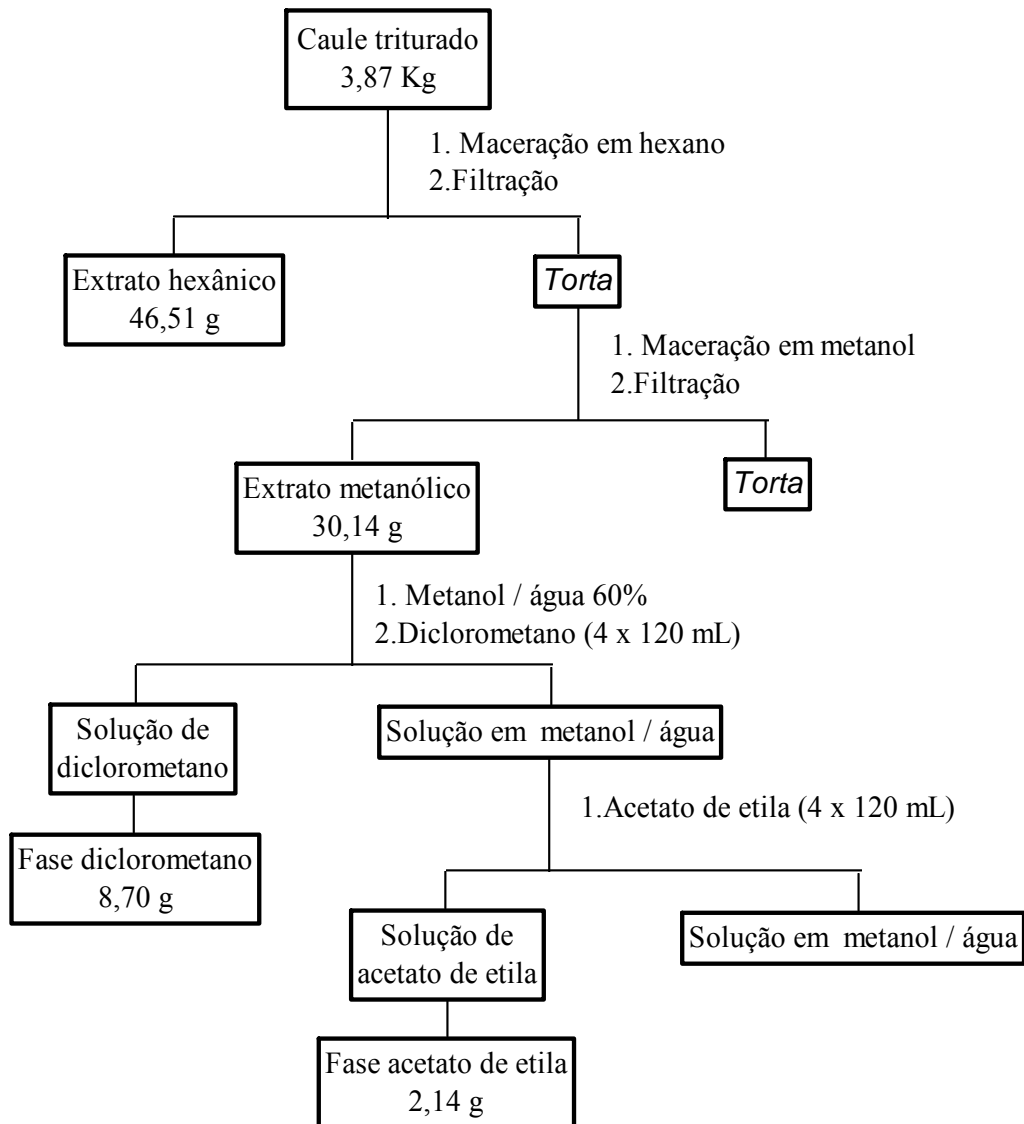 Caule triturado
3,87 Kg
1. Maceração em hexano
2.Filtração
Extrato hexânico
46,51 g
Torta
1. Maceração em metanol
2.Filtração
Extrato metanólico
30,14 g
Torta
1. Metanol / água 60%
2.Diclorometano (4 x 120 mL)
Solução de
diclorometano
Solução em metanol / água
1.Acetato de etila (4 x 120 mL)
Fase diclorometano
8,70 g
Solução de
acetato de etila
Solução em metanol / água
Fase acetato de etila
2,14 g